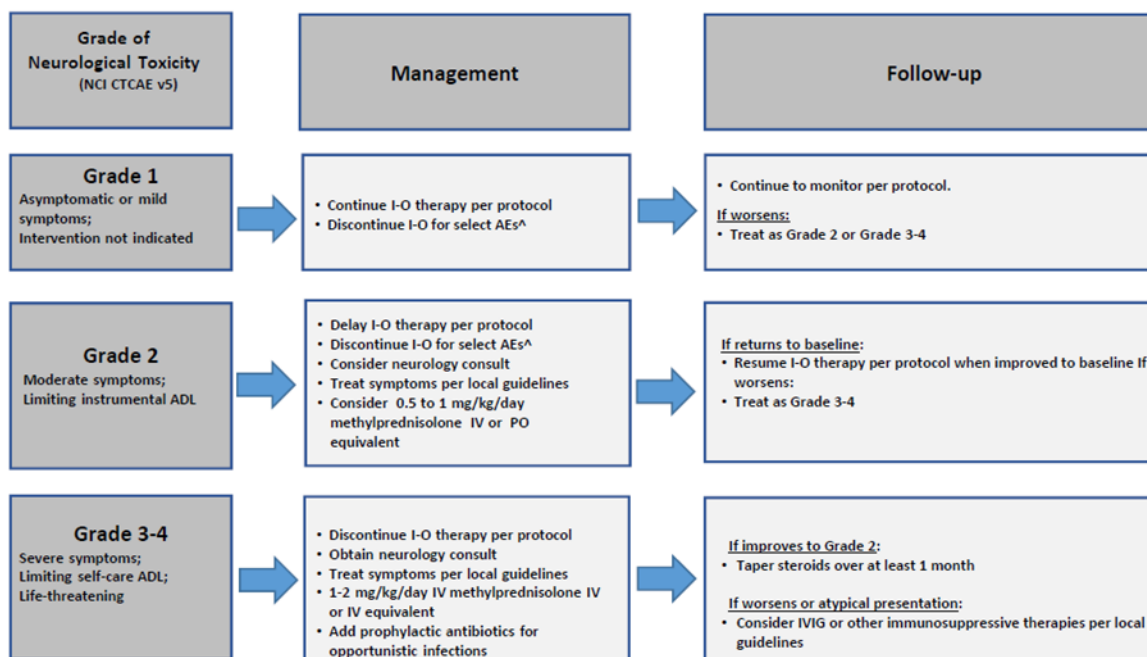 Grade of
Neurological Toxicity
(NCI CTCAE v5)
Management
Follow-up
Grade 1
Asymptomatic or mild
symptoms;
Intervention not indicated
• Continue I-O therapy per protocol
• Discontinue I-O for select AEs^
• Continue to monitor per protocol.
If worsens:
• Treat as Grade 2 or Grade 3-4
Grade 2
Moderate symptoms;
Limiting instrumental ADL
• Delay I-O therapy per protocol
• Discontinue I-O for select AEs^
• Consider neurology consult
• Treat symptoms per local guidelines
• Consider 0.5 to 1 mg/kg/day
methylprednisolone IV or PO
equivalent
If returns to baseline:
• Resume I-O therapy per protocol when improved to baseline If
worsens:
• Treat as Grade 3-4
Grade 3-4
Severe symptoms;
Limiting self-care ADL;
Life-threatening
• Discontinue I-O therapy per protocol
• Obtain neurology consult
• Treat symptoms per local guidelines
• 1-2 mg/kg/day IV methylprednisolone IV
or IV equivalent
• Add prophylactic antibiotics for
opportunistic infections
If improves to Grade 2:
• Taper steroids over at least 1 month
If worsens or atypical presentation:
• Consider IVIG or other immunosuppressive therapies per local
guidelines